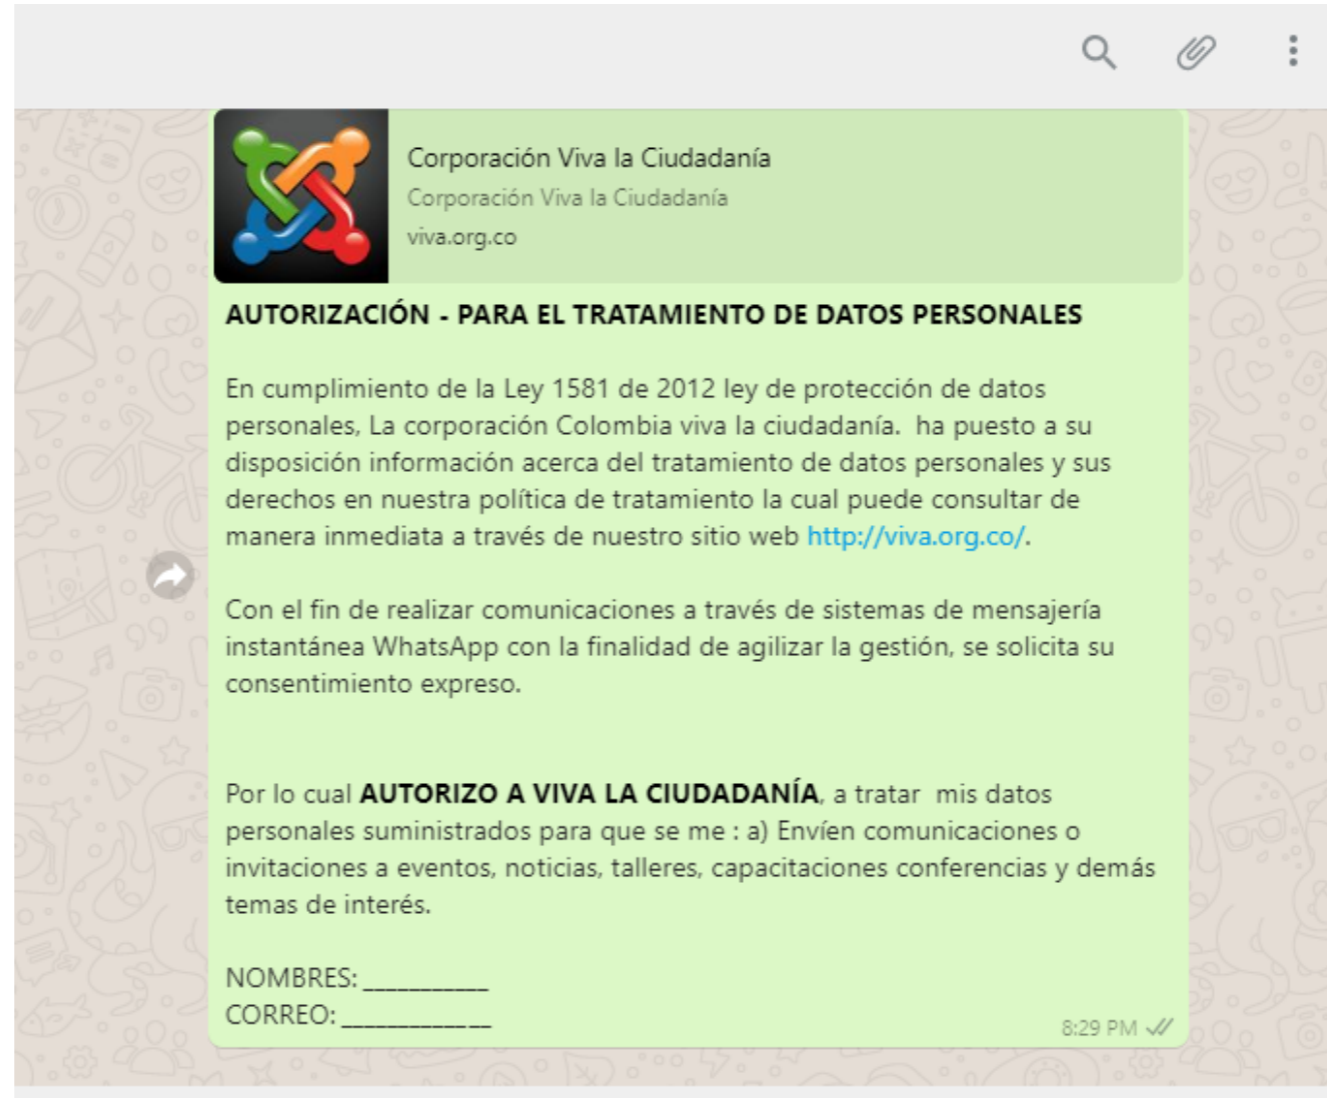 Corporación Viva la Ciudadanía
Corporación Viva la Ciudadanía
viva.org.co
AUTORIZACIÓN - PARA EL TRATAMIENTO DE DATOS PERSONALES
En cumplimiento de la Ley 1581 de 2012 ley de protección de datos
personales, La corporación Colombia viva la ciudadanía.  ha puesto a su
disposición información acerca del tratamiento de datos personales y sus
derechos en nuestra política de tratamiento la cual puede consultar de
manera inmediata a través de nuestro sitio web http://viva.org.co/.
Con el fin de realizar comunicaciones a través de sistemas de mensajería
instantánea WhatsApp con la finalidad de agilizar la gestión, se solicita su
consentimiento expreso.
Por lo cual AUTORIZO A VIVA LA CIUDADANÍA, a tratar  mis datos
personales suministrados para que se me : a) Envíen comunicaciones o
invitaciones a eventos, noticias, talleres, capacitaciones conferencias y demás
temas de interés.
NOMBRES: ___________
CORREO: _____________
8:29 PM